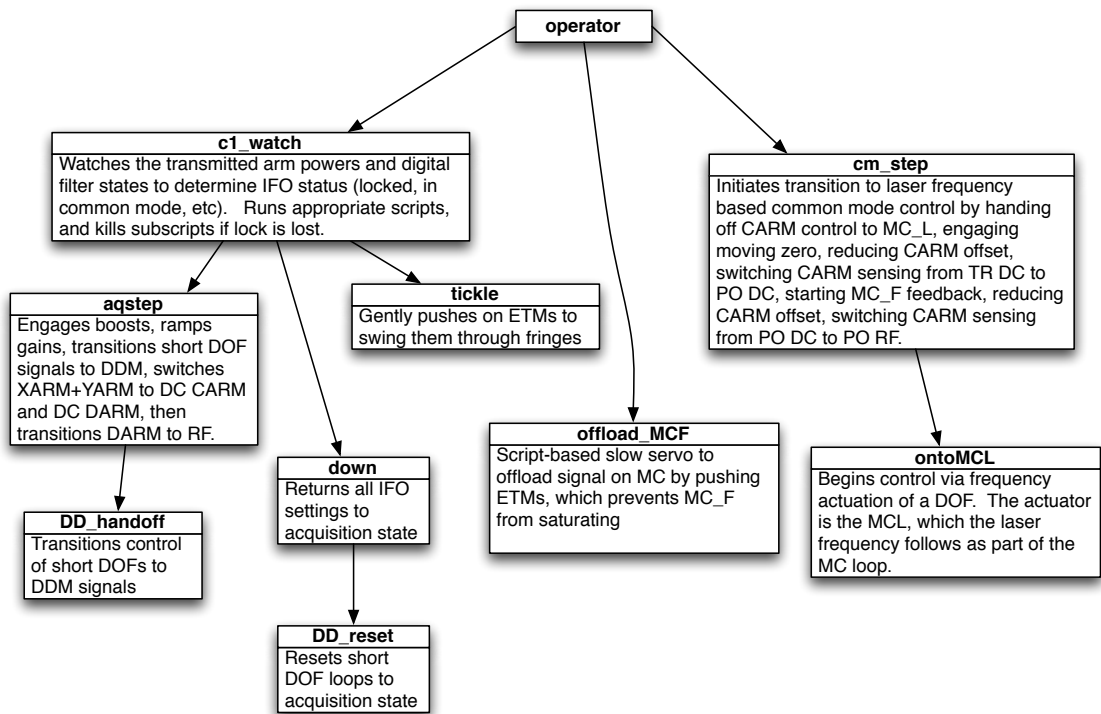 operator
c1_watch
Watches the transmitted arm powers and digital
filter states to determine IFO status (locked, in
common mode, etc).   Runs appropriate scripts,
and kills subscripts if lock is lost.
cm_step
Initiates transition to laser frequency
based common mode control by handing
off CARM control to MC_L, engaging
moving zero, reducing CARM offset,
switching CARM sensing from TR DC to
PO DC, starting MC_F feedback, reducing
CARM offset, switching CARM sensing
from PO DC to PO RF.
aqstep
Engages boosts, ramps
gains, transitions short DOF
signals to DDM, switches
XARM+YARM to DC CARM
and DC DARM, then
transitions DARM to RF.
tickle
Gently pushes on ETMs to
swing them through fringes
offload_MCF
Script-based slow servo to
offload signal on MC by pushing
ETMs, which prevents MC_F
from saturating
ontoMCL
Begins control via frequency
actuation of a DOF.  The actuator
is the MCL, which the laser
frequency follows as part of the
MC loop.
down
Returns all IFO
settings to
acquisition state
DD_handoff
Transitions control
of short DOFs to
DDM signals
DD_reset
Resets short
DOF loops to
acquisition state